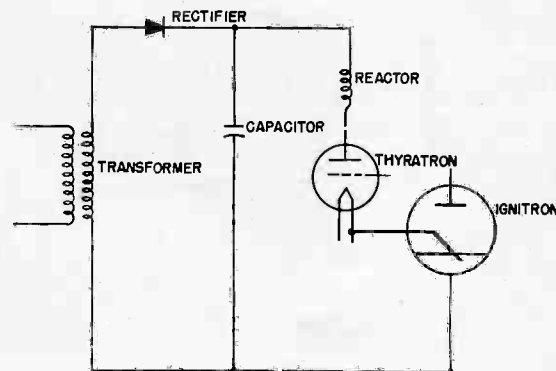 RECTIFIER
REACTOR
CAPACITOR
THYRATRON
TRANSFORMER
IGNITRON